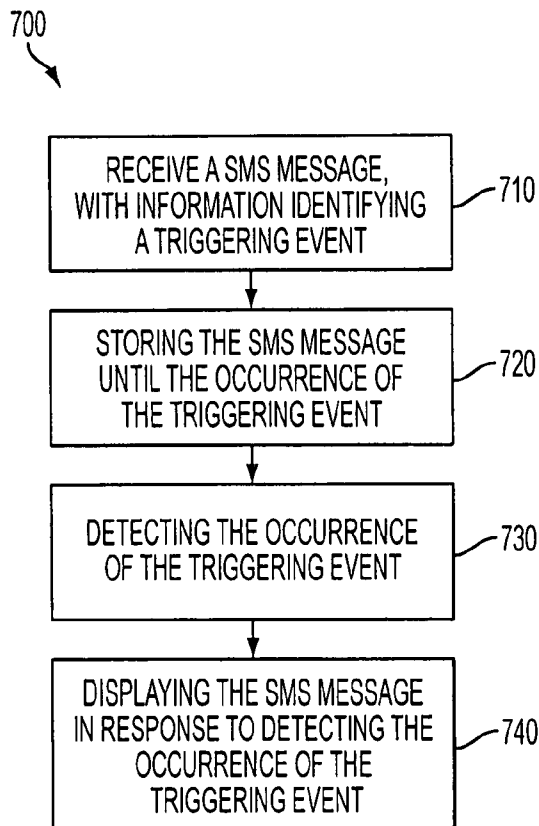 700
RECEIVE A SMS MESSAGE,
WITH INFORMATION IDENTIFYING
A TRIGGERING EVENT
710
STORING THE SMS MESSAGE
UNTIL THE OCCURRENCE OF
THE TRIGGERING EVENT
720
DETECTING THE OCCURRENCE
OF THE TRIGGERING EVENT
730
DISPLAYING THE SMS MESSAGE
IN RESPONSE TO DETECTING THE
OCCURRENCE OF THE
TRIGGERING EVENT
740